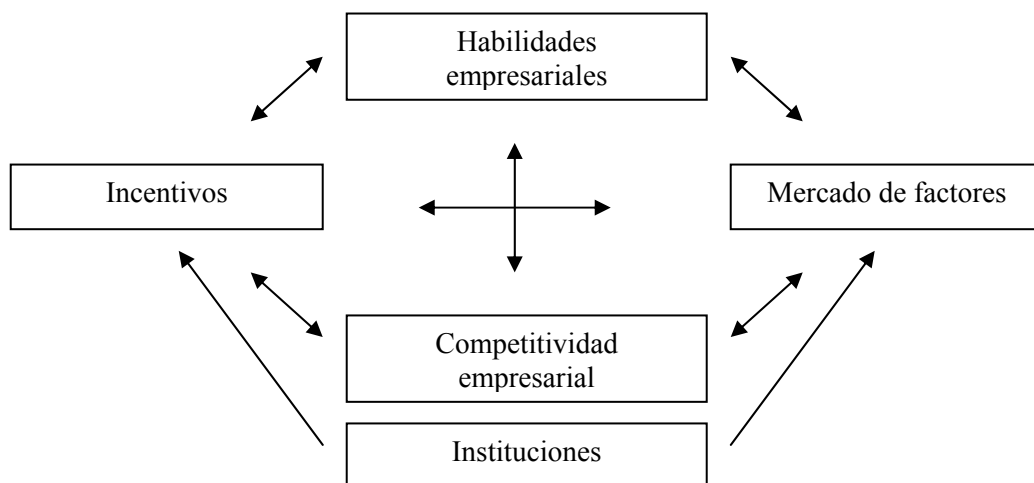 Habilidades
empresariales
Incentivos
Mercado de factores
Competitividad
empresarial
Instituciones